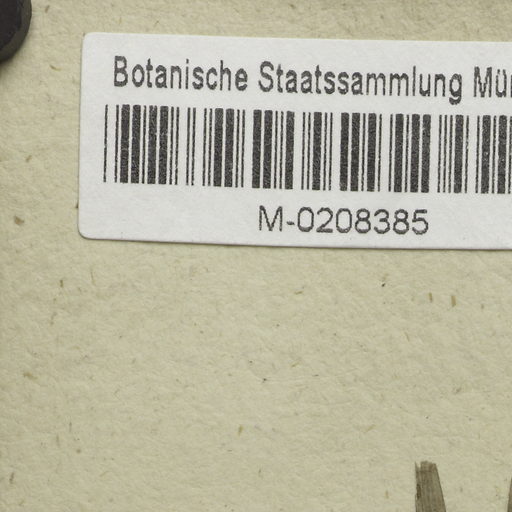 Botanische Staatssammlung Mü
M-0208385